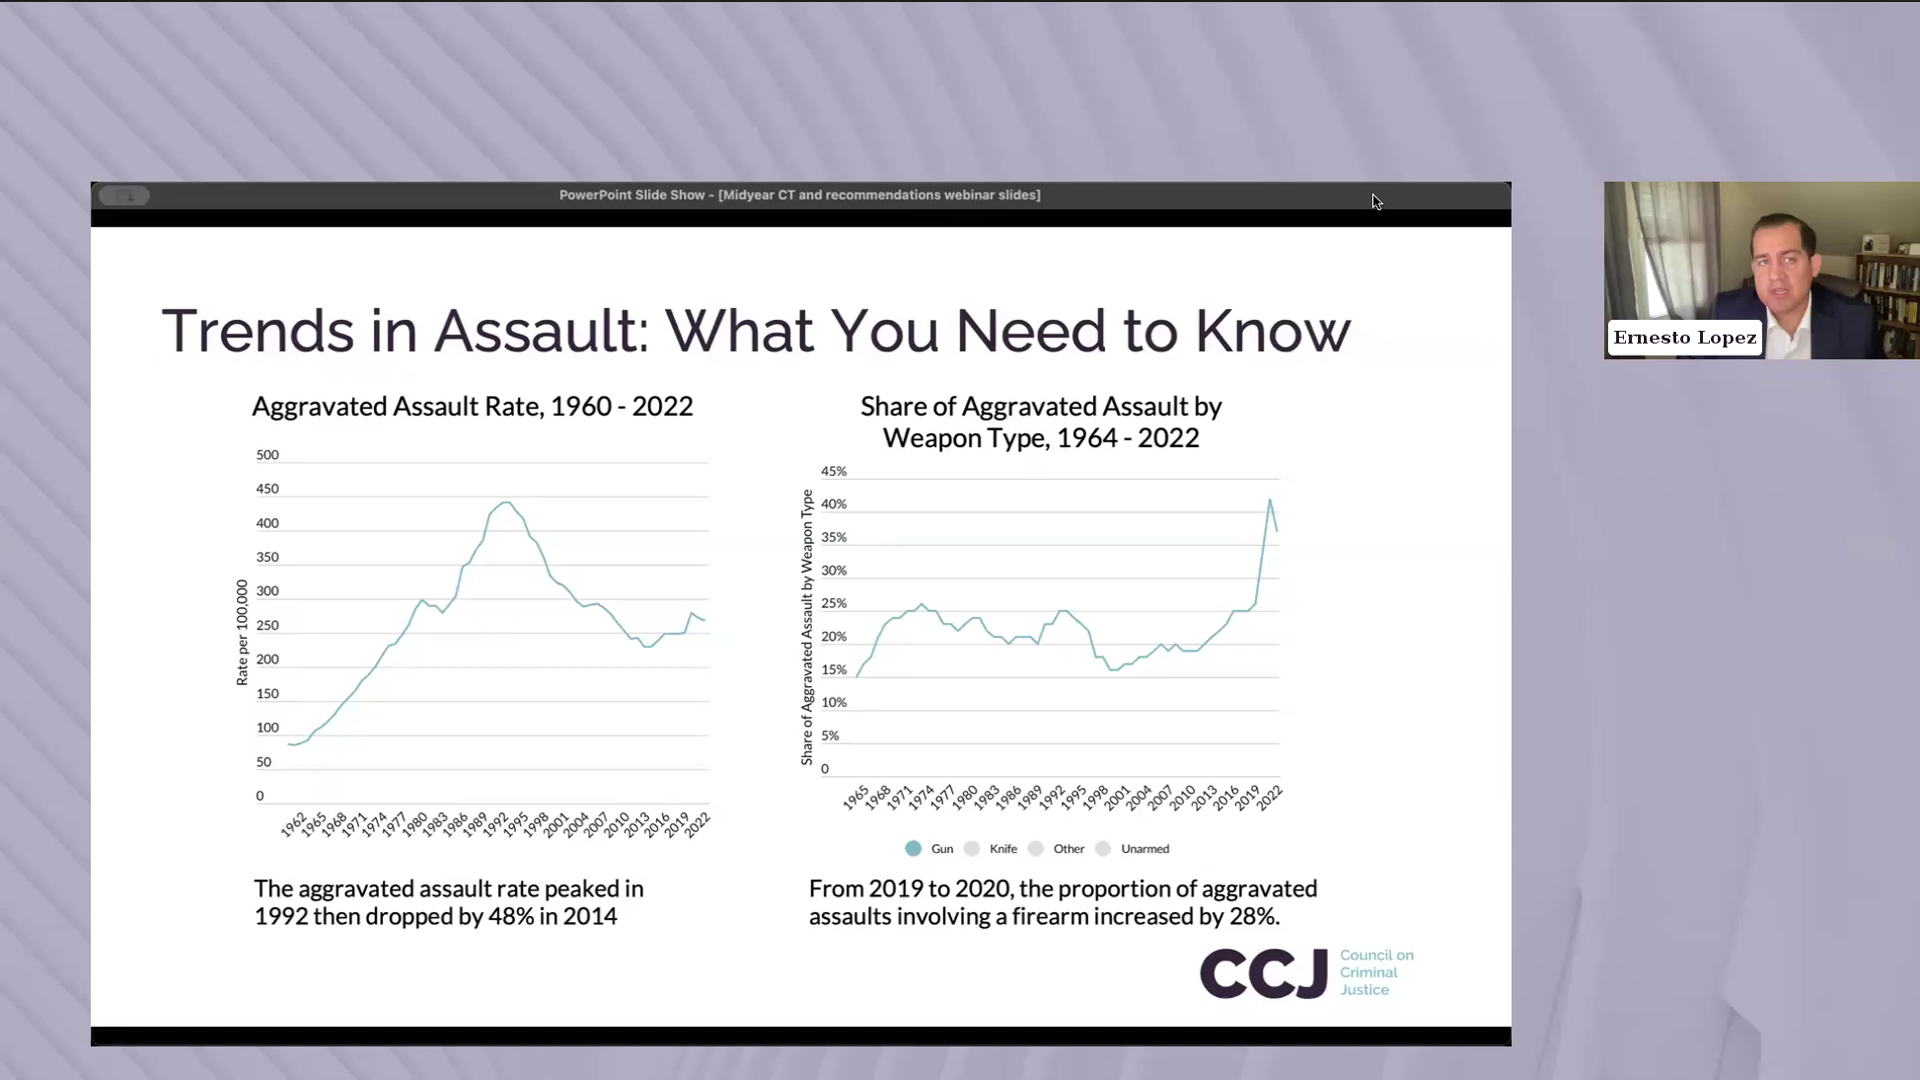 PowerPoint Slide Show - [Midyear CT and recommendations webinar slides]
Ernesto Lopez
Trends in Assault: What You Need to Know
Aggravated Assault Rate, 1960 - 2022
500
450
400
350
300
250
200
150
100
50
0
Rate per 100,000
1962 1965 1968 1971 1974 1977 1980 1983 1986 1989 1992 1995 1998 2001 2004 2007 2010 2013 2016 2019 2022
The aggravated assault rate peaked in
1992 then dropped by 48% in 2014
Share of Aggravated Assault by
Weapon Type, 1964 - 2022
45%
40%
35%
30%
25%
20%
15%
10%
5%
0
Share of Aggravated Assault by Weapon Type
1965 1968 1971 1974 1977 1980 1983 1986 1989 1992 1995 1998 2001 2004 2007 2010 2013 2016 2019 2022
Gun Knife Other Unarmed
From 2019 to 2020, the proportion of aggravated
assaults involving a firearm increased by 28%.
CCJ
Council on
Criminal
Justice